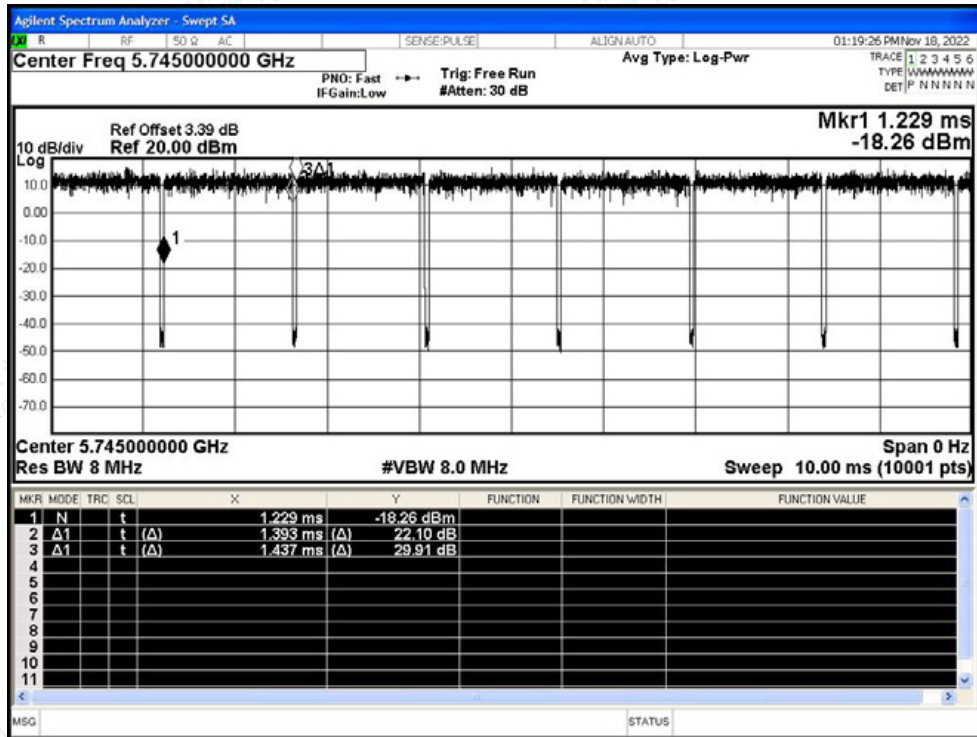 Agilent Spectrum Analyzer - Swept SA
R RF 50 Ω AC SENSE:PULSE ALIGN AUTO 01:19:26 PM Nov 18, 2022
Center Freq 5.745000000 GHz
PNO: Fast
IFGain:Low
Trig: Free Run
#Atten: 30 dB
Avg Type: Log-Pwr
TRACE 1 2 3 4 5 6
TYPE WWWWWW
DET P N N N N N
Mkr1 1.229 ms
-18.26 dBm
Ref Offset 3.39 dB
10 dB/div Ref 20.00 dBm
Log
10.0
0.00
-10.0
-20.0
-30.0
-40.0
-50.0
-60.0
-70.0
3Δ1
1
Center 5.745000000 GHz Span 0 Hz
Res BW 8 MHz #VBW 8.0 MHz Sweep 10.00 ms (10001 pts)
MKR MODE TRC SCL X Y FUNCTION FUNCTION WIDTH FUNCTION VALUE
1 N t 1.229 ms -18.26 dBm
2 Δ1 t (Δ) 1.393 ms (Δ) 22.10 dB
3 Δ1 t (Δ) 1.437 ms (Δ) 29.91 dB
4
5
6
7
8
9
10
11
MSG STATUS